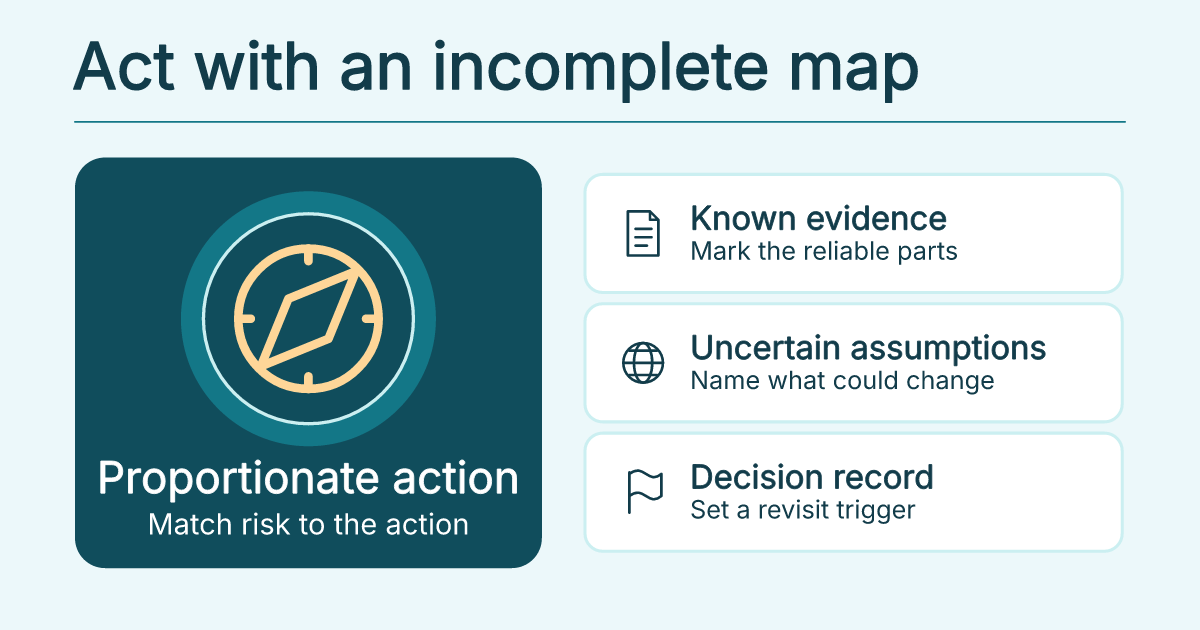 Act with an incomplete map
Proportionate action
Match risk to the action
Known evidence
Mark the reliable parts
Uncertain assumptions
Name what could change
Decision record
Set a revisit trigger